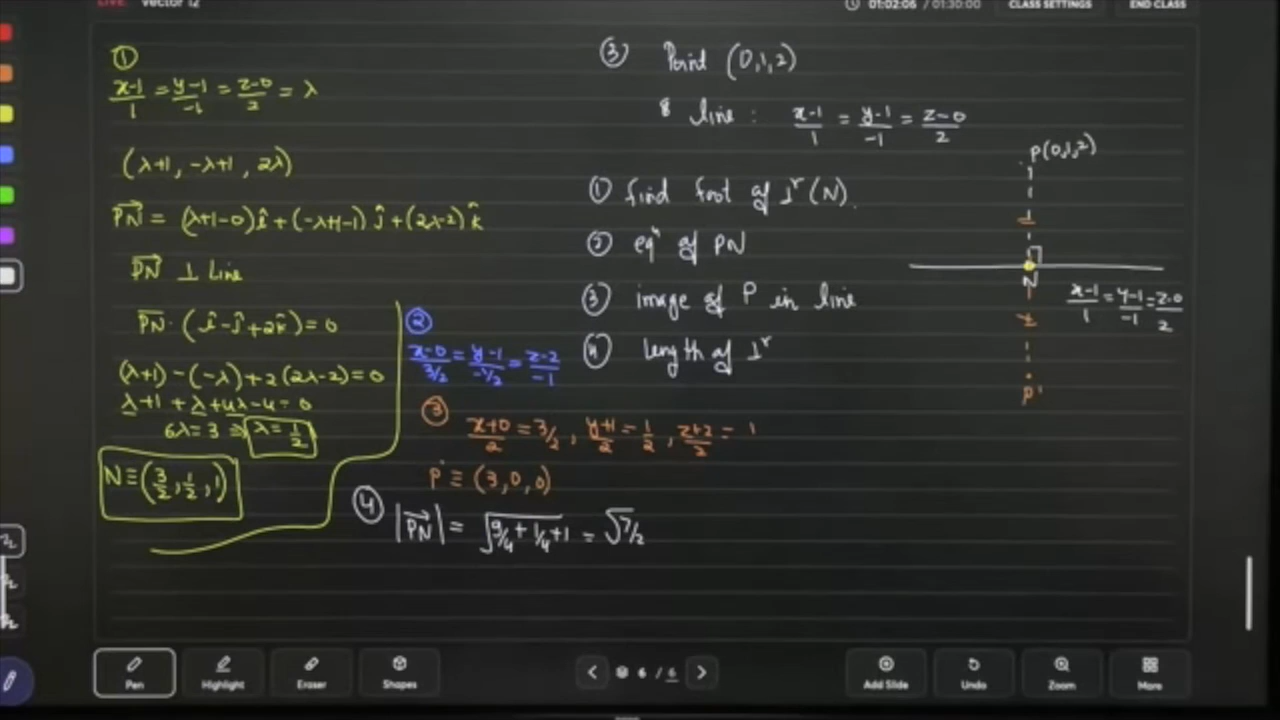 LIVE Vector 12
01:02:06 / 01:30:00 CLASS SETTINGS END CLASS
①
x-1/1 = y-1/-1 = z-0/2 = λ
(λ+1, -λ+1, 2λ)
PN = (λ+1-0)î + (-λ+1-1)ĵ + (2λ-2)k̂
PN ⊥ Line
PN · (î-ĵ+2k̂) = 0
(λ+1) - (-λ) + 2(2λ-2) = 0
λ+1 + λ+4λ-4 = 0
6λ = 3 ⇒ λ = 1/2
N ≡ (3/2, 1/2, 1)
②
x-0/3/2 = y-1/-1/2 = z-2/-1
③
x+0/2 = 3/2, y+1/2 = 1/2, z+2/2 = 1
P' ≡ (3, 0, 0)
④ |PN| = √9/4 + 1/4 + 1 = √7/2
③ Point (0,1,2)
& line : x-1/1 = y-1/-1 = z-0/2
① find foot of ⊥r (N).
② eqn of PN
③ image of P in line
④ length of ⊥r
P(0,1,2)
N
x-1/1 = y-1/-1 = z-0/2
P'
Pen Highlight Eraser Shapes 6 / 6 Add Slide Undo Zoom More